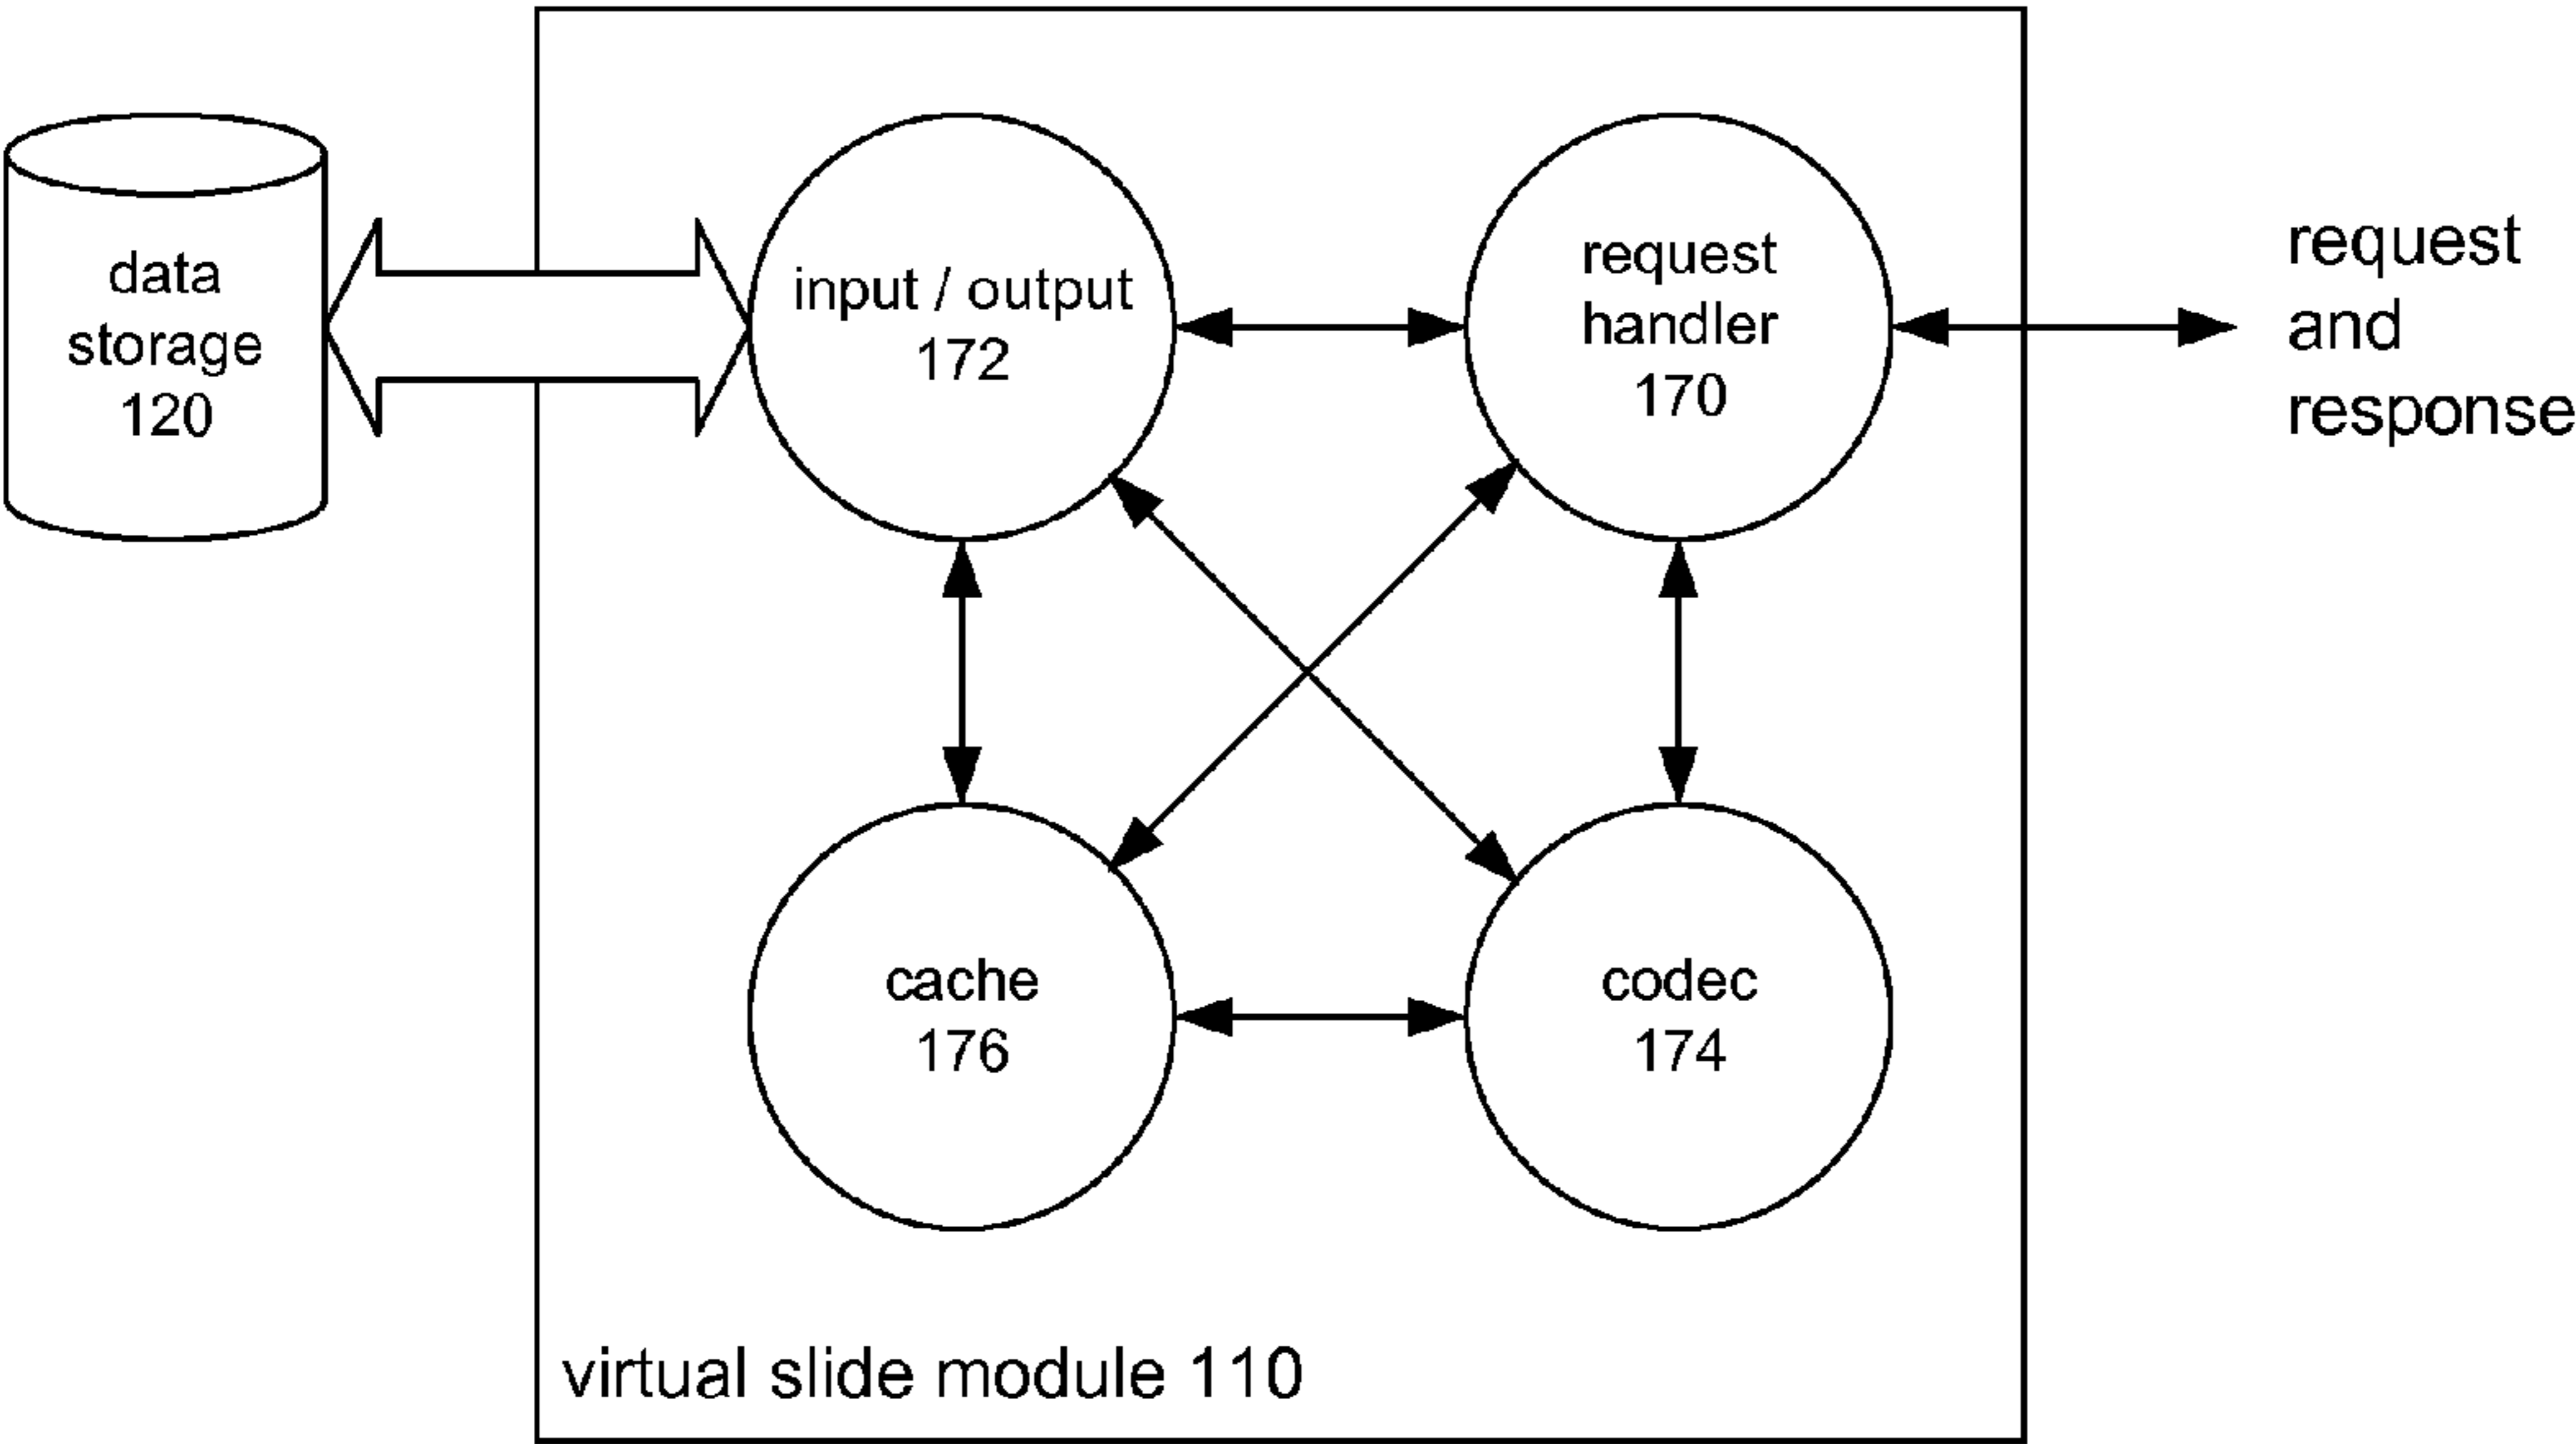 data
storage
120
input / output
172
request
handler
170
request
and
response
cache
176
codec
174
virtual slide module 110